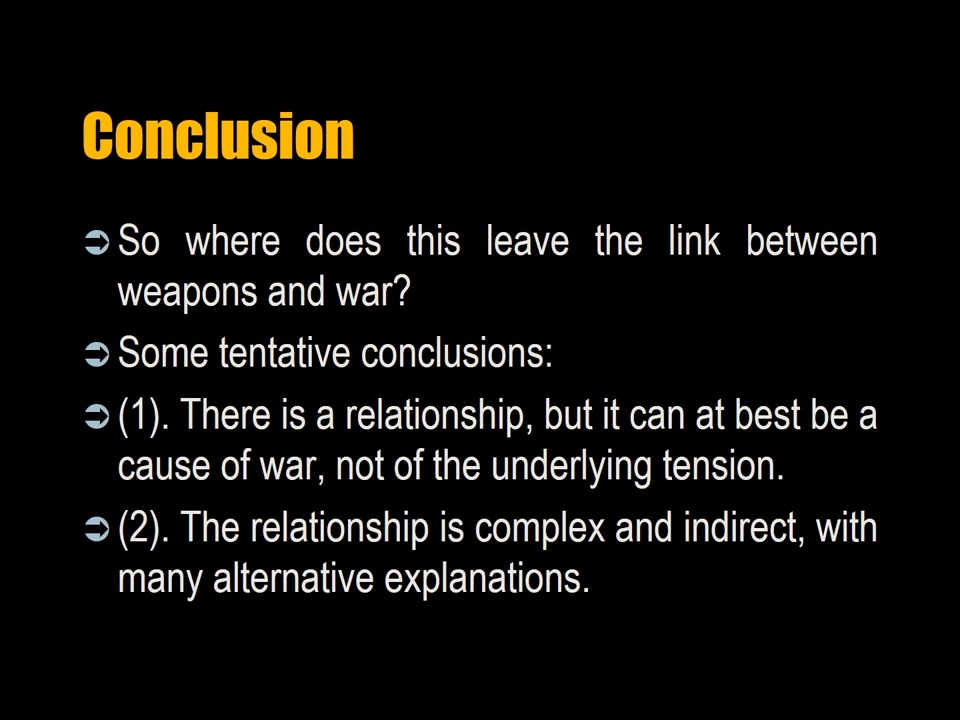 Conclusion
So where does this leave the link between
weapons and war?
Some tentative conclusions:
(1). There is a relationship, but it can at best be a
cause of war, not of the underlying tension.
(2). The relationship is complex and indirect, with
many alternative explanations.